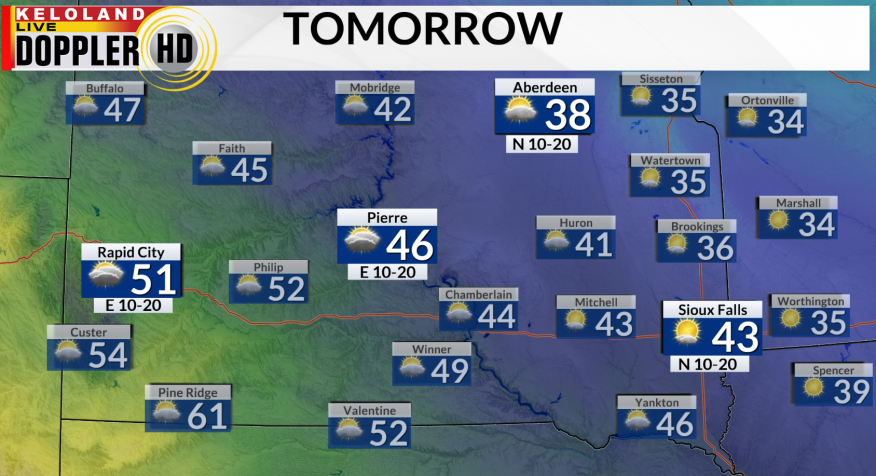 KELOLAND
LIVE
DOPPLER HD
TOMORROW
Buffalo
47
Mobridge
42
Aberdeen
38
N 10-20
Sisseton
35
Ortonville
34
Faith
45
Watertown
35
Marshall
34
Pierre
46
E 10-20
Huron
41
Brookings
36
Rapid City
51
E 10-20
Philip
52
Chamberlain
44
Mitchell
43
Sioux Falls
43
N 10-20
Worthington
35
Custer
54
Winner
49
Spencer
39
Pine Ridge
61
Valentine
52
Yankton
46